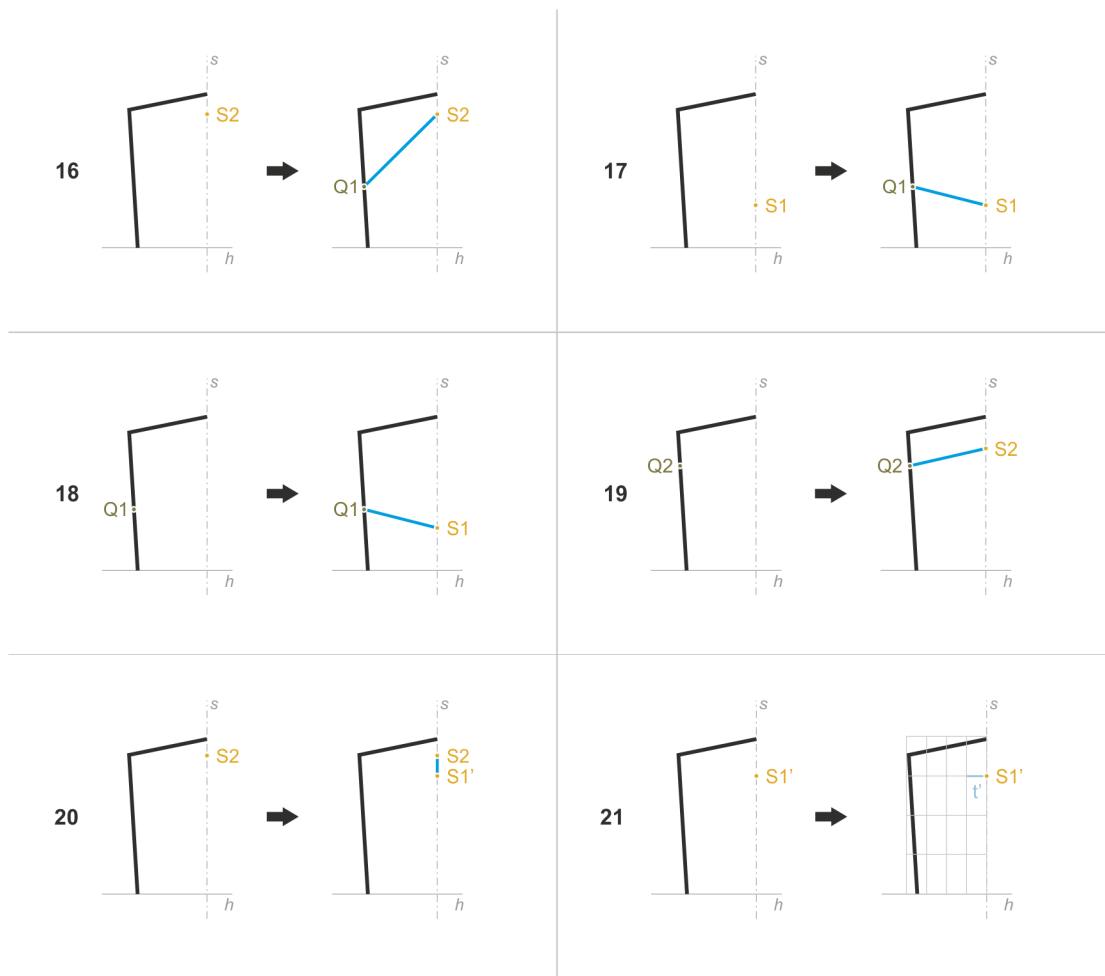 s s
S2 S2
16
Q1
h h
s s
17
Q1
S1 S1
h h
s s
18
Q1 Q1
S1
h h
s s
S2
Q2 Q2
19
h h
s s
S2 S2
S1’
20
h h
s s
S1’ S1’
t’
21
h h